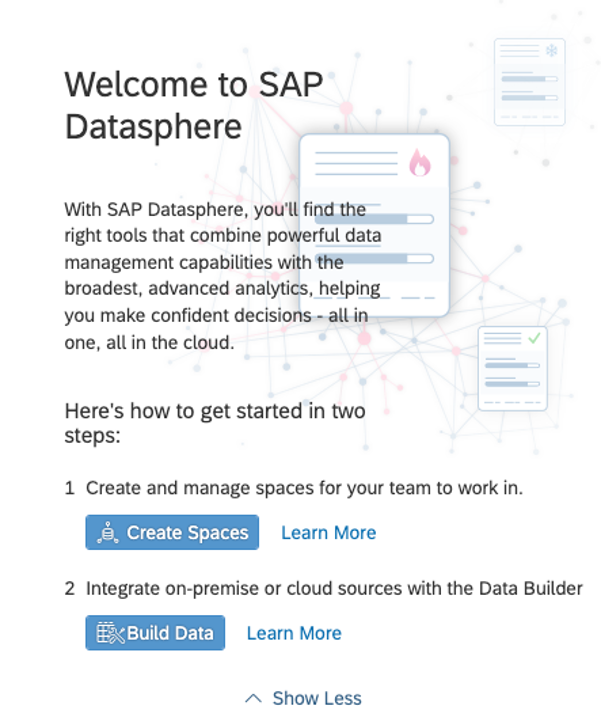 Welcome to SAP
Datasphere
With SAP Datasphere, you'll find the
right tools that combine powerful data
management capabilities with the
broadest, advanced analytics, helping
you make confident decisions - all in
one, all in the cloud.
Here's how to get started in two
steps:
1 Create and manage spaces for your team to work in.
Create Spaces Learn More
2 Integrate on-premise or cloud sources with the Data Builder
Build Data Learn More
Show Less